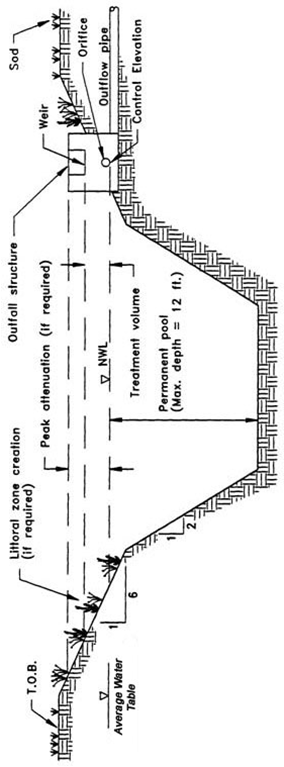 T.O.B.
Littoral zone creation
(if required)
Peak attenuation (if required)
Outfall structure
Weir
Sod
Orifice
Outflow pipe
Control Elevation
Average Water
Table
1
6
1
2
NWL
Treatment volume
Permanent pool
(Max. depth = 12 ft.)